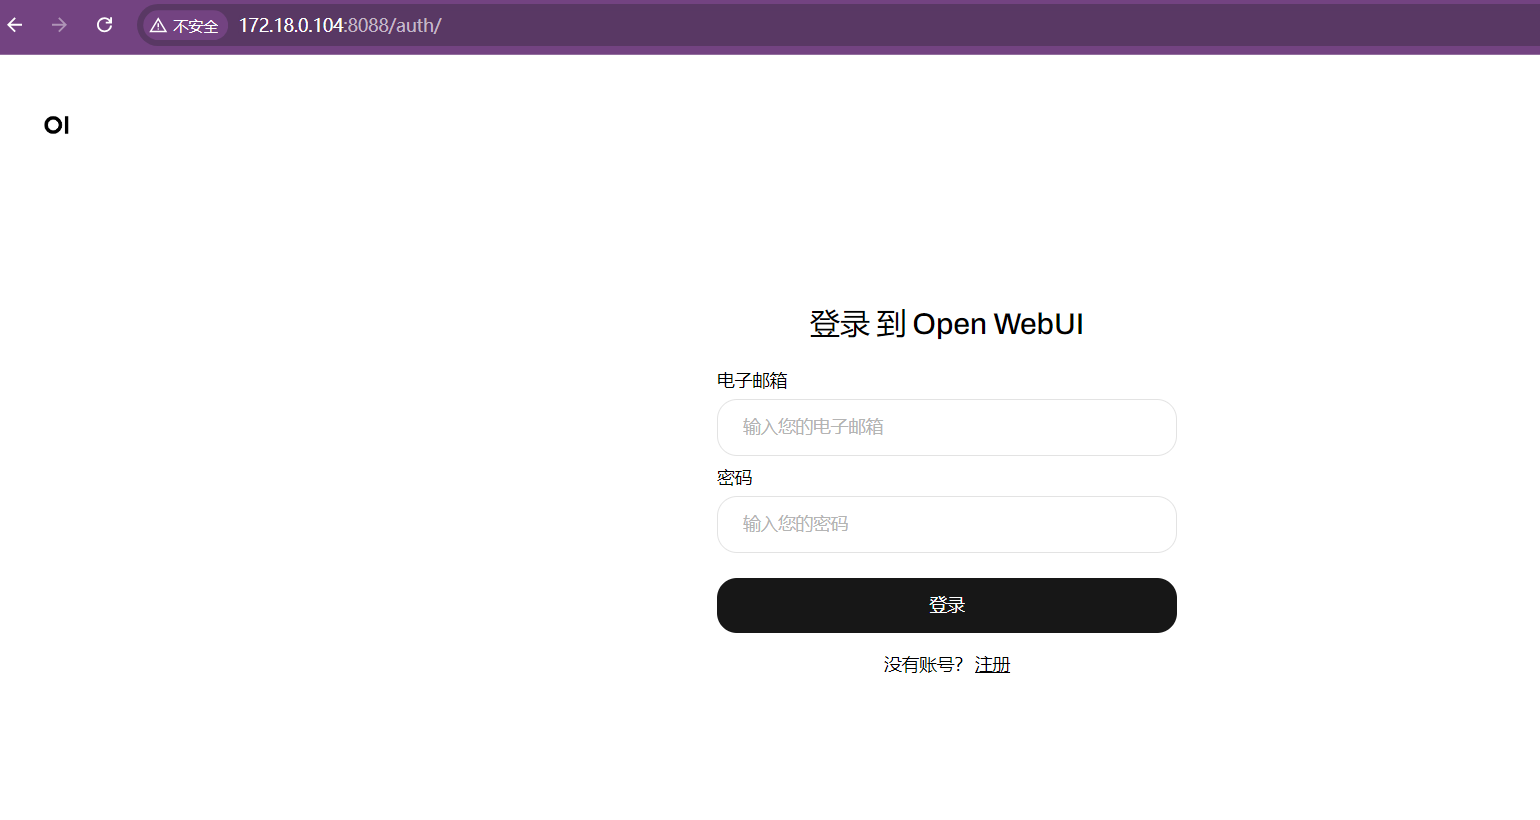 不安全 172.18.0.104:8088/auth/
OI
登录 到 Open WebUI
电子邮箱
输入您的电子邮箱
密码
输入您的密码
登录
没有账号？ 注册